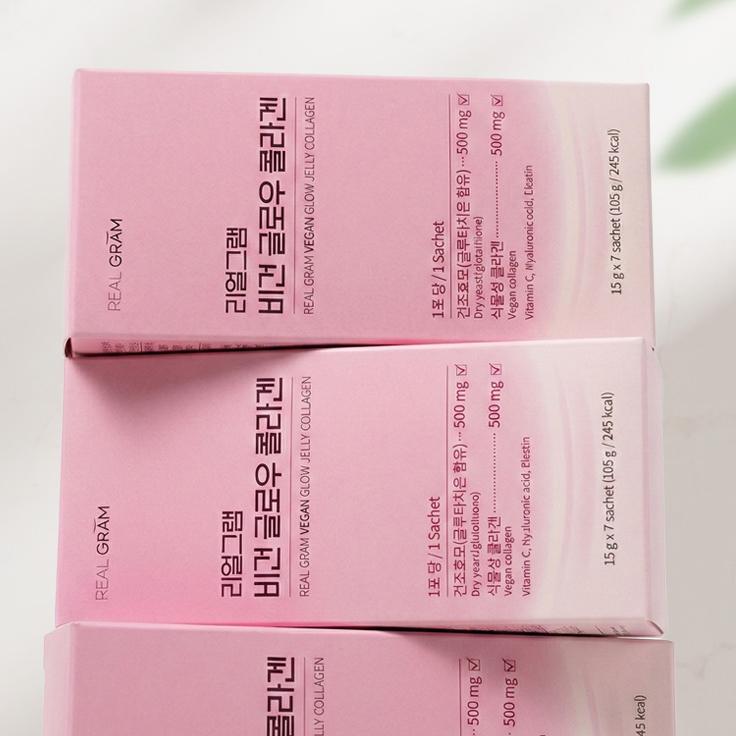 REAL GRAM
리얼그램
비건 글로우 콜라겐
REAL GRAM VEGAN GLOW JELLY COLLAGEN
1포 당 / 1 Sachet
건조효모(글루타치온 함유) ··· 500 mg
Dry yeast
식물성 콜라겐 ············ 500 mg
Vegan collagen
Vitamin C, Hyaluronic acid,
15 g x 7 sachet (105 g / 245 kcal)
REAL GRAM
리얼그램
비건 글로우 콜라겐
REAL GRAM VEGAN GLOW JELLY COLLAGEN
1포 당 / 1 Sachet
건조효모(글루타치온 함유) ··· 500 mg
Dry
식물상 콜라겐 ············ 500 mg
Vegan collagen
Vitamin C, acid, Elestin
15 g x 7 sachet (105 g / 245 kcal)
콜라겐
LLY COLLAGEN
500 mg
500 mg
45 kcal)